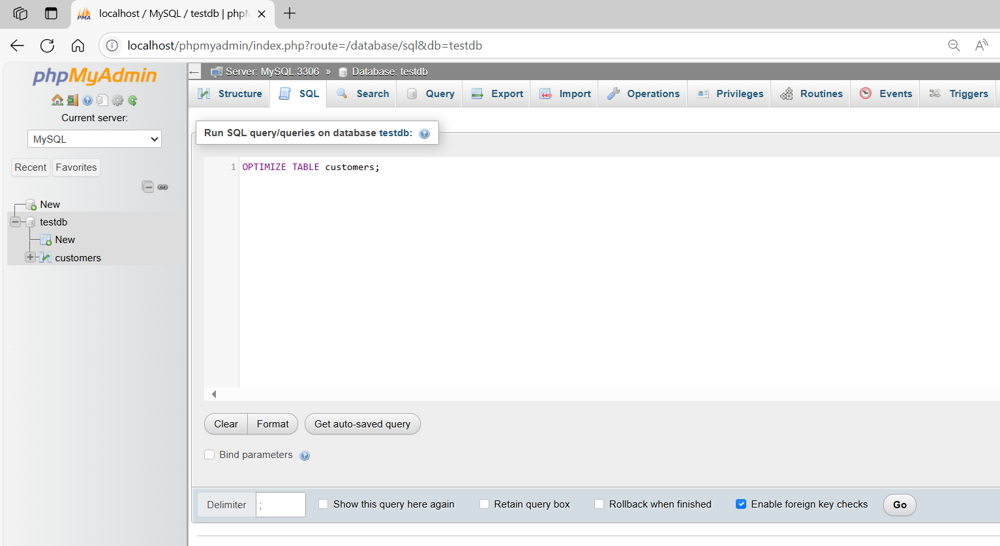 localhost / MySQL / testdb | php
localhost/phpmyadmin/index.php?route=/database/sql&db=testdb
phpMyAdmin
Current server:
MySQL
Recent Favorites
New
testdb
New
customers
Server: MySQL:3306 » Database: testdb
Structure SQL Search Query Export Import Operations Privileges Routines Events Triggers
Run SQL query/queries on database testdb:
1 OPTIMIZE TABLE customers;
Clear Format Get auto-saved query
Bind parameters
Delimiter ; Show this query here again Retain query box Rollback when finished Enable foreign key checks Go